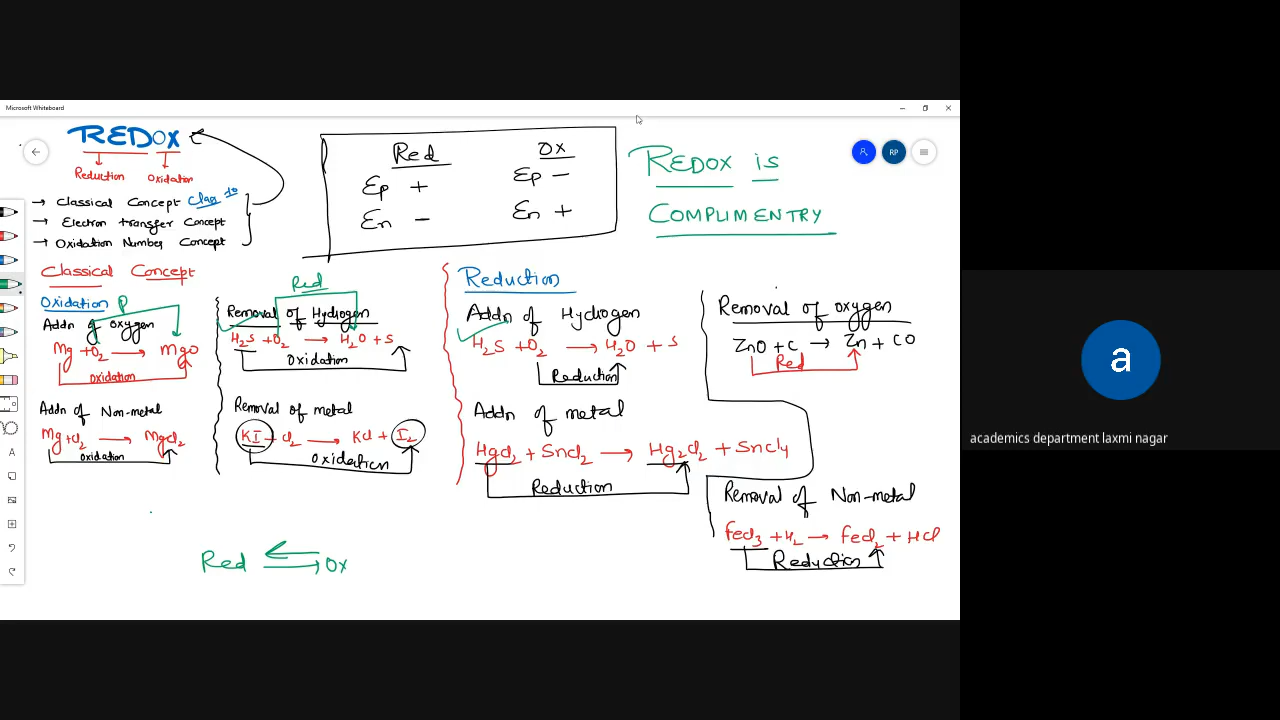 Microsoft Whiteboard
REDOX
Reduction Oxidation
→ Classical Concept Class 10
→ Electron transfer Concept
→ Oxidation Number Concept
Red OX
Ep + Ep -
En - En +
REDOX is
COMPLIMENTRY
RP
Classical Concept
Oxidation
Addn of oxygen
Mg + O2 → MgO
oxidation
Addn of Non-metal
Mg + Cl2 → MgCl2
oxidation
Red
Removal of Hydrogen
H2S + O2 → H2O + S
Oxidation
Removal of metal
KI + Cl2 → KCl + I2
Oxidation
Reduction
Addn of Hydrogen
H2S + O2 → H2O + S
Reduction
Addn of metal
HgCl2 + SnCl2 → Hg2Cl2 + SnCl4
Reduction
Removal of oxygen
ZnO + C → Zn + CO
Red
Removal of Non-metal
FeCl3 + H2 → FeCl2 + HCl
Reduction
Red ⇌ OX
a
academics department laxmi nagar